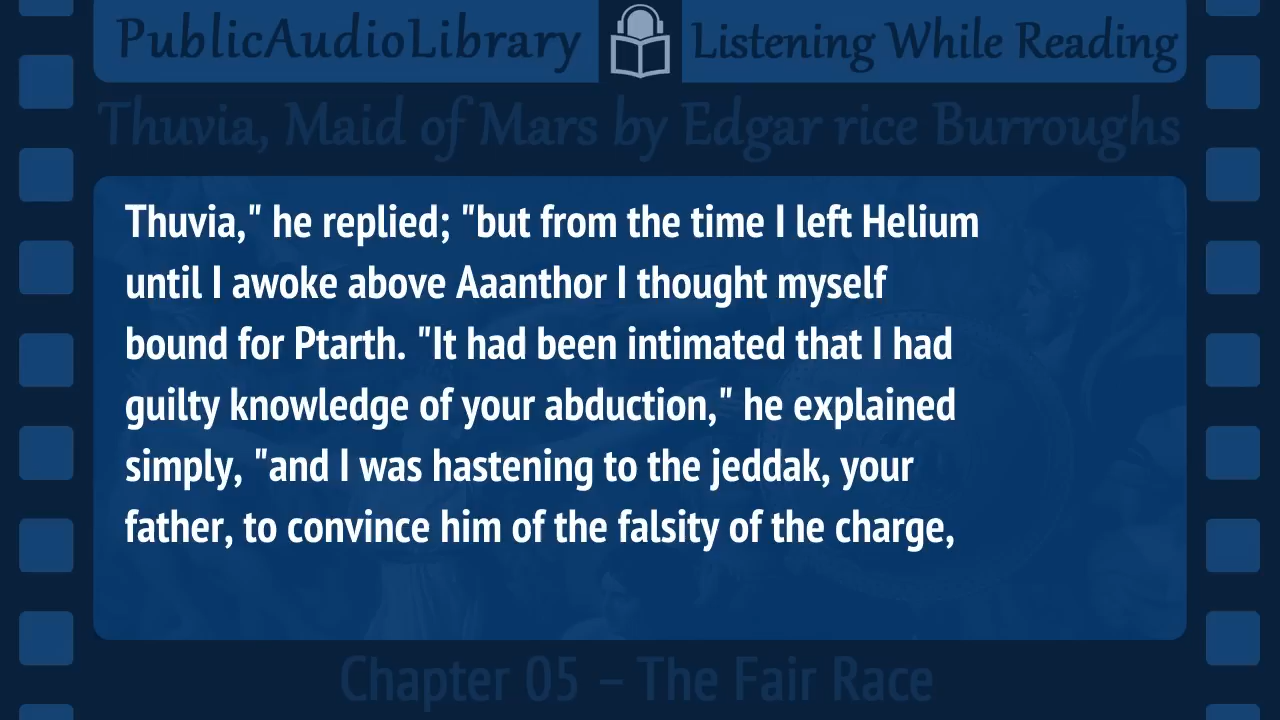 PublicAudioLibrary Listening While Reading
Thuvia, Maid of Mars by Edgar rice Burroughs
Thuvia," he replied; "but from the time I left Helium
until I awoke above Aaanthor I thought myself
bound for Ptarth. "It had been intimated that I had
guilty knowledge of your abduction," he explained
simply, "and I was hastening to the jeddak, your
father, to convince him of the falsity of the charge,
Chapter 05 – The Fair Race